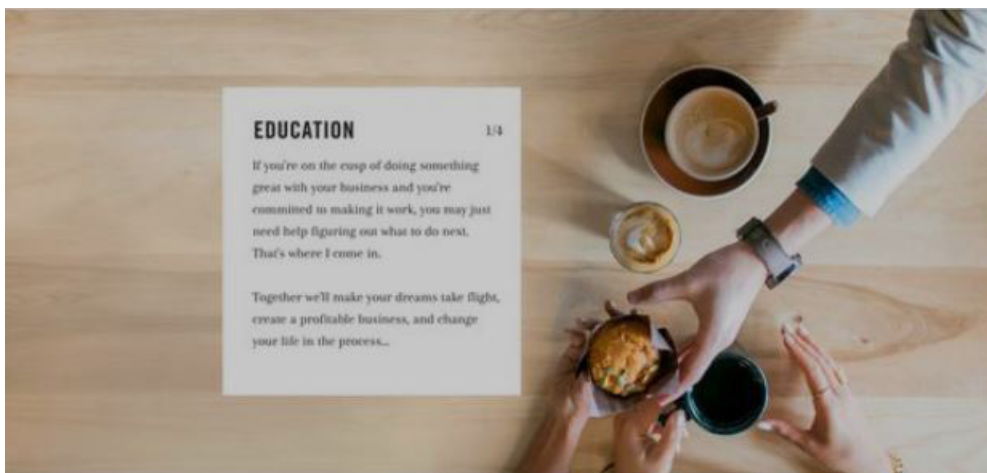 EDUCATION 1/4
If you're on the cusp of doing something
great with your business and you're
committed to making it work, you may just
need help figuring out what to do next.
That's where I come in.
Together we'll make your dreams take flight,
create a profitable business, and change
your life in the process...